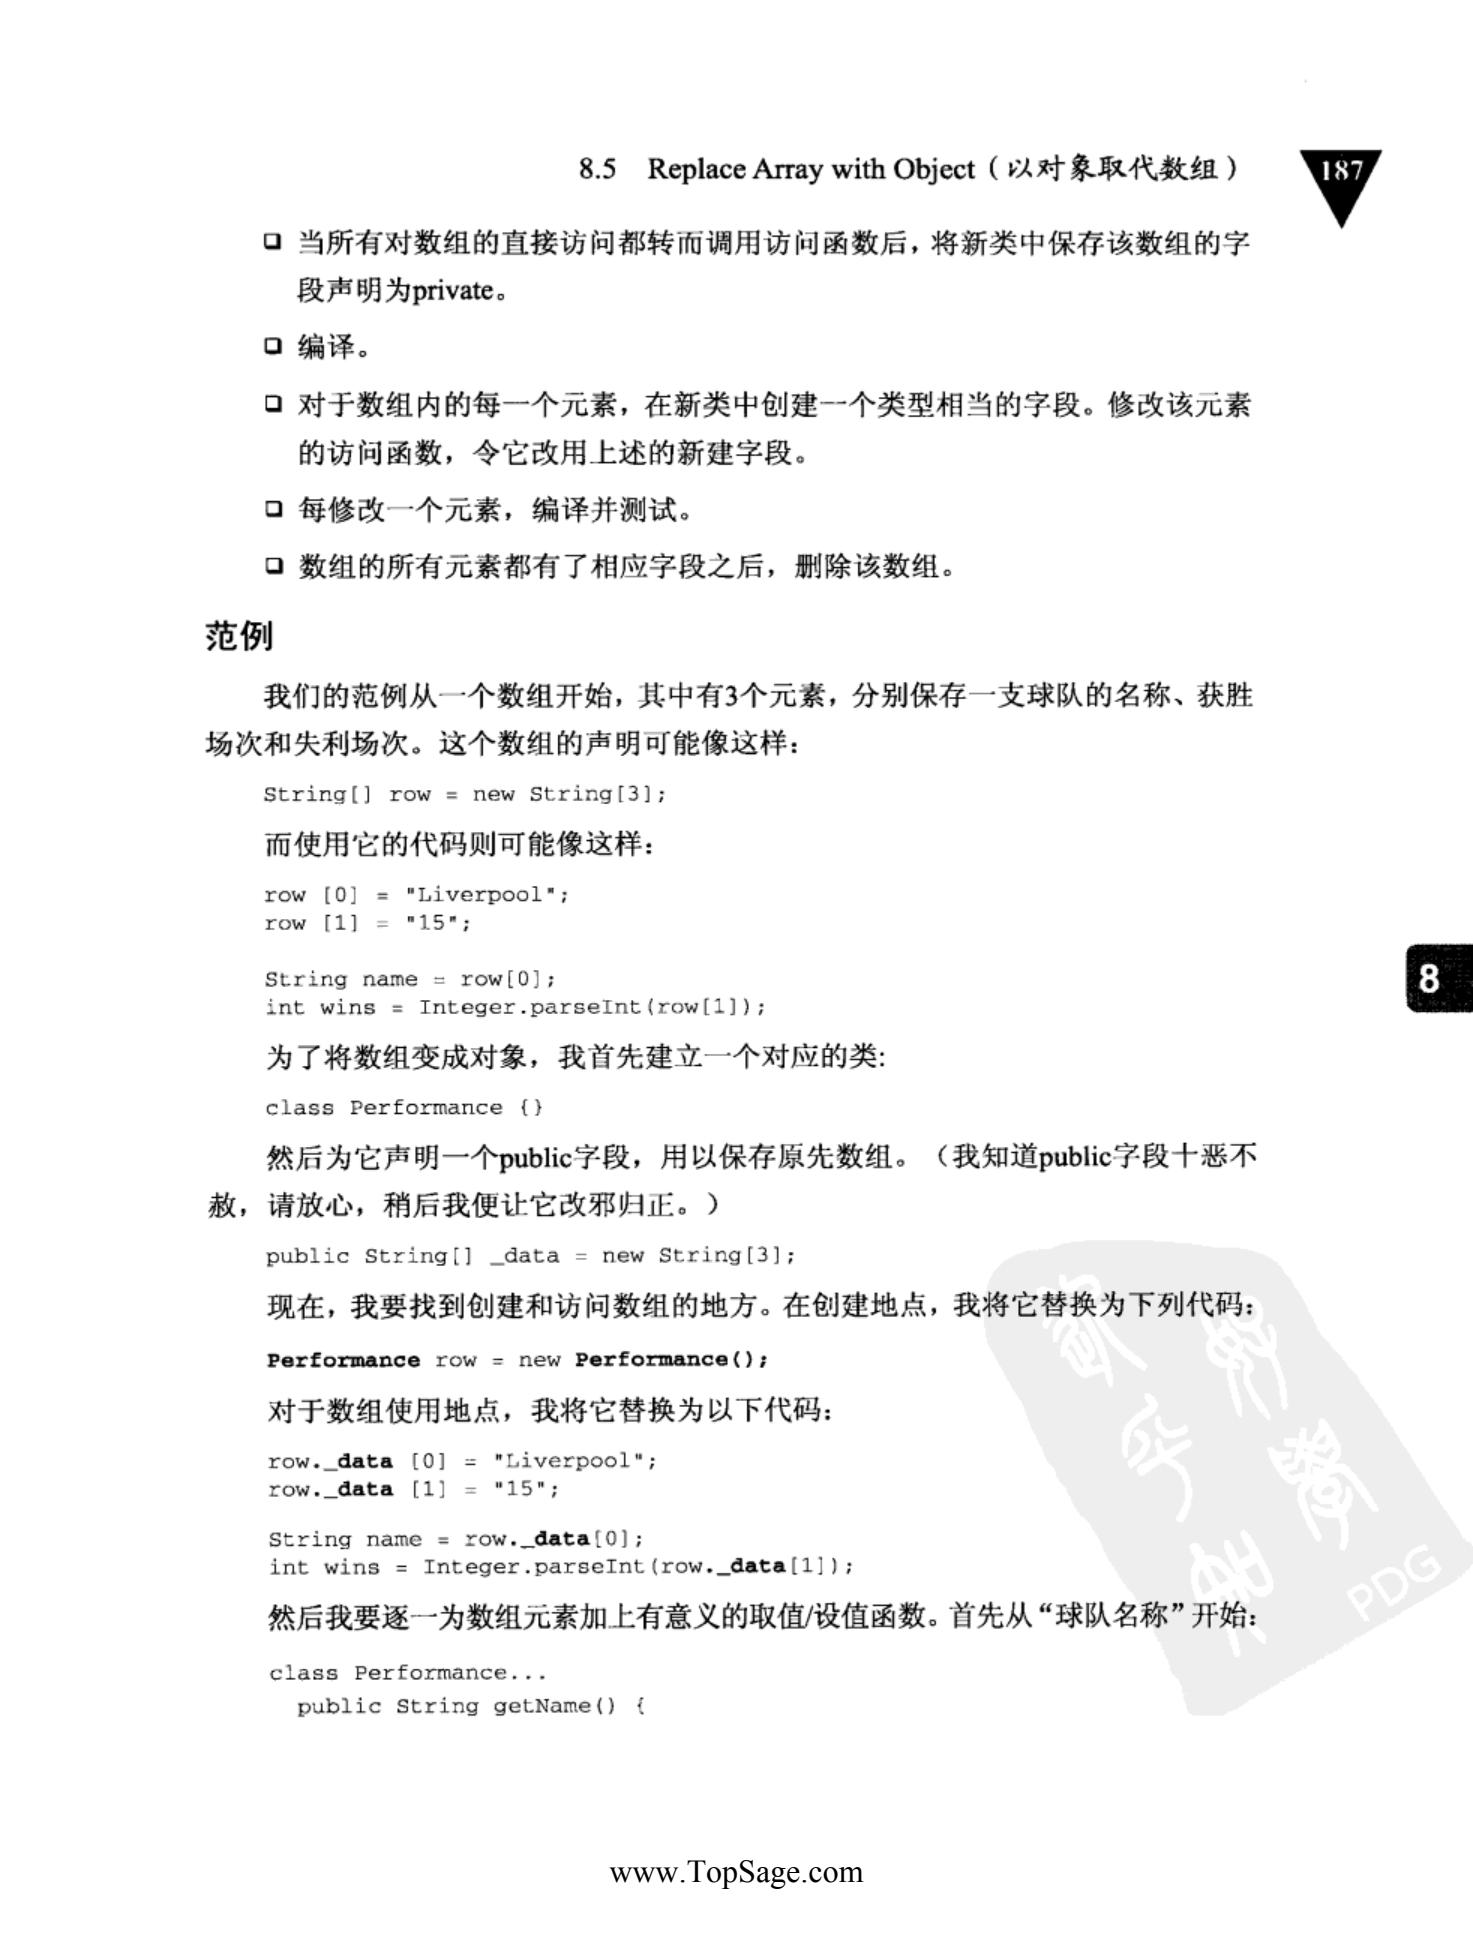 8.5 Replace Array with Object（以对象取代数组）
187
❑ 当所有对数组的直接访问都转而调用访问函数后，将新类中保存该数组的字
段声明为private。
❑ 编译。
❑ 对于数组内的每一个元素，在新类中创建一个类型相当的字段。修改该元素
的访问函数，令它改用上述的新建字段。
❑ 每修改一个元素，编译并测试。
❑ 数组的所有元素都有了相应字段之后，删除该数组。
范例
我们的范例从一个数组开始，其中有3个元素，分别保存一支球队的名称、获胜
场次和失利场次。这个数组的声明可能像这样：
String[] row = new String[3];
而使用它的代码则可能像这样：
row [0] = "Liverpool";
row [1] = "15";
String name = row[0];
int wins = Integer.parseInt(row[1]);
8
为了将数组变成对象，我首先建立一个对应的类:
class Performance {}
然后为它声明一个public字段，用以保存原先数组。（我知道public字段十恶不
赦，请放心，稍后我便让它改邪归正。）
public String[] _data = new String[3];
现在，我要找到创建和访问数组的地方。在创建地点，我将它替换为下列代码：
Performance row = new Performance();
对于数组使用地点，我将它替换为以下代码：
row._data [0] = "Liverpool";
row._data [1] = "15";
String name = row._data[0];
int wins = Integer.parseInt(row._data[1]);
然后我要逐一为数组元素加上有意义的取值/设值函数。首先从“球队名称”开始：
class Performance...
public String getName() {
PDG
www.TopSage.com